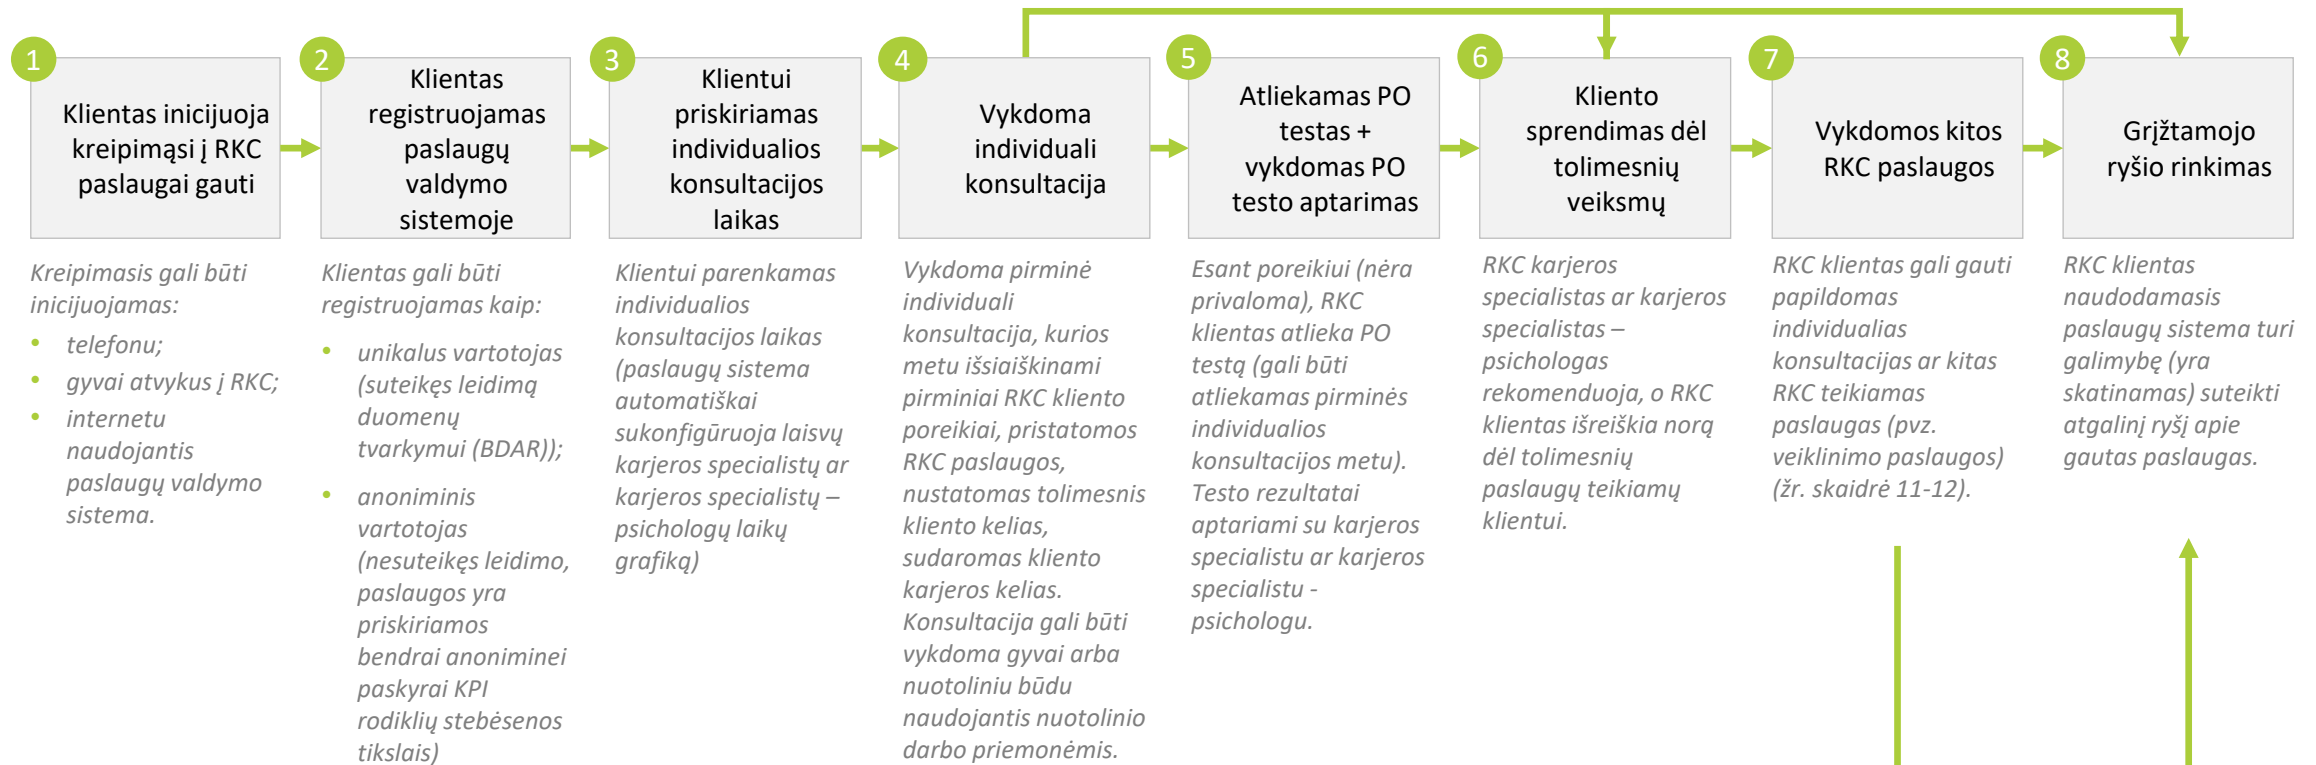 1
Klientas inicijuoja
kreipimąsi į RKC
paslaugai gauti
Kreipimasis gali būti
inicijuojamas:
• telefonu;
• gyvai atvykus į RKC;
• internetu
naudojantis
paslaugų valdymo
sistema.
2
Klientas
registruojamas
paslaugų
valdymo
sistemoje
Klientas gali būti
registruojamas kaip:
• unikalus vartotojas
(suteikęs leidimą
duomenų
tvarkymui (BDAR));
• anoniminis
vartotojas
(nesuteikęs leidimo,
paslaugos yra
priskiriamos
bendrai anoniminei
paskyrai KPI
rodiklių stebėsenos
tikslais)
3
Klientui
priskiriamas
individualios
konsultacijos
laikas
Klientui parenkamas
individualios
konsultacijos laikas
(paslaugų sistema
automatiškai
sukonfigūruoja laisvų
karjeros specialistų ar
karjeros specialistų –
psichologų laikų
grafiką)
4
Vykdoma
individuali
konsultacija
Vykdoma pirminė
individuali
konsultacija, kurios
metu išsiaiškinami
pirminiai RKC kliento
poreikiai, pristatomos
RKC paslaugos,
nustatomas tolimesnis
kliento kelias,
sudaromas kliento
karjeros kelias.
Konsultacija gali būti
vykdoma gyvai arba
nuotoliniu būdu
naudojantis nuotolinio
darbo priemonėmis.
5
Atliekamas PO
testas +
vykdomas PO
testo aptarimas
Esant poreikiui (nėra
privaloma), RKC
klientas atlieka PO
testą (gali būti
atliekamas pirminės
individualios
konsultacijos metu).
Testo rezultatai
aptariami su karjeros
specialistu ar karjeros
specialistu -
psichologu.
6
Kliento
sprendimas dėl
tolimesnių
veiksmų
RKC karjeros
specialistas ar karjeros
specialistas –
psichologas
rekomenduoja, o RKC
klientas išreiškia norą
dėl tolimesnių
paslaugų teikiamų
klientui.
7
Vykdomos kitos
RKC paslaugos
RKC klientas gali gauti
papildomas
individualias
konsultacijas ar kitas
RKC teikiamas
paslaugas (pvz.
veiklinimo paslaugos)
(žr. skaidrė 11-12).
8
Grįžtamojo
ryšio rinkimas
RKC klientas
naudodamasis
paslaugų sistema turi
galimybę (yra
skatinamas) suteikti
atgalinį ryšį apie
gautas paslaugas.